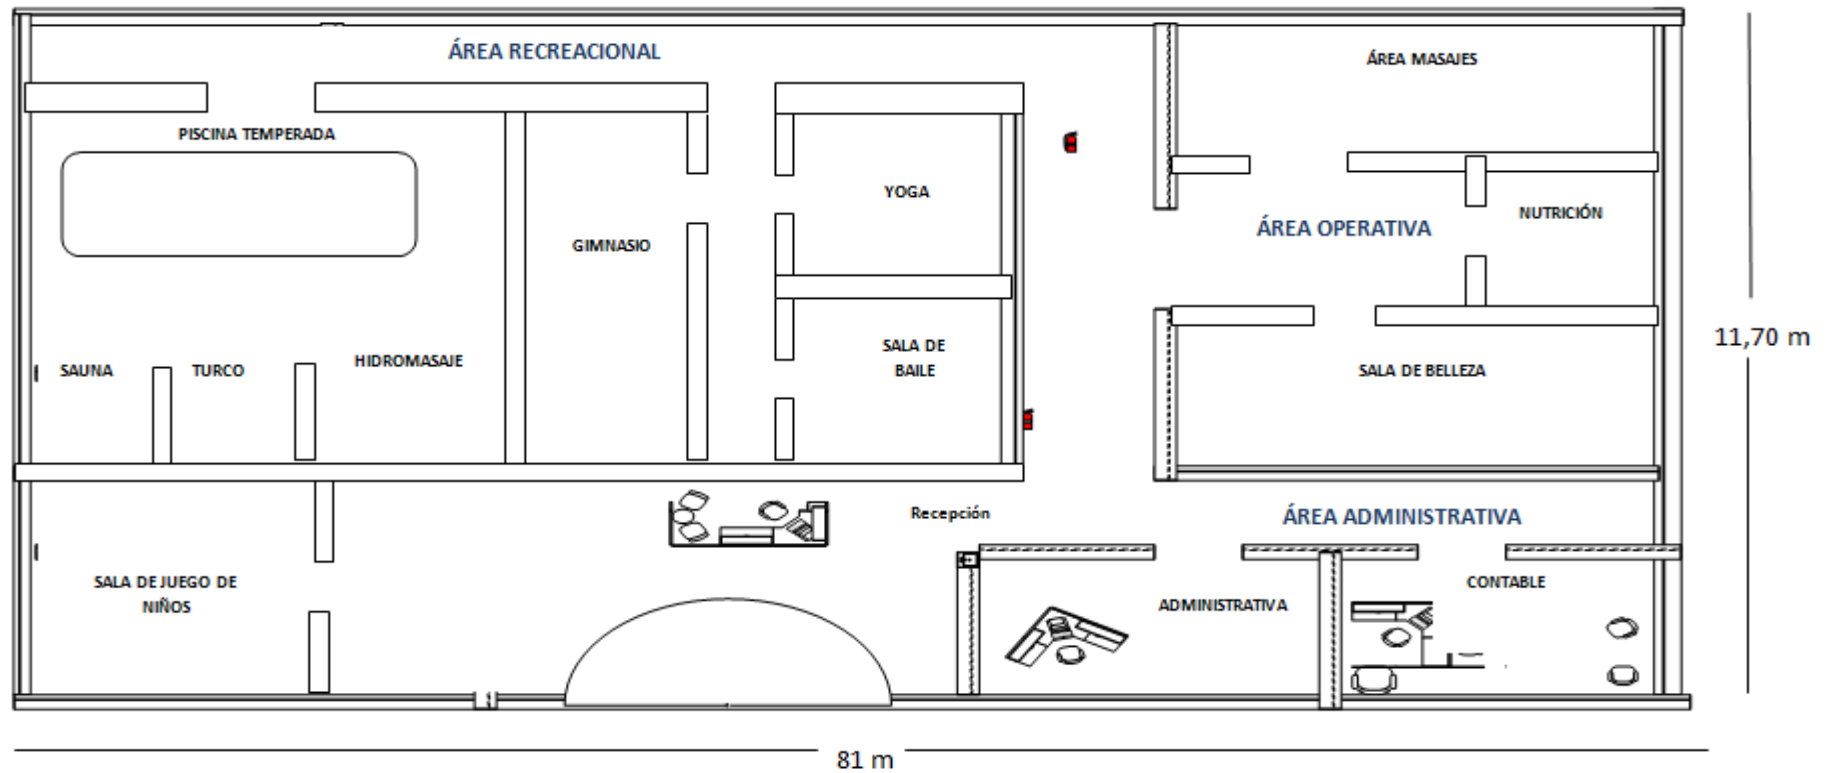 ÁREA RECREACIONAL
ÁREA MASAJES
PISCINA TEMPERADA
YOGA
NUTRICIÓN
ÁREA OPERATIVA
GIMNASIO
11,70 m
SALA DE
BAILE
HIDROMASAJE
SAUNA
TURCO
SALA DE BELLEZA
Recepción
ÁREA ADMINISTRATIVA
SALA DE JUEGO DE
NIÑOS
CONTABLE
ADMINISTRATIVA
81 m